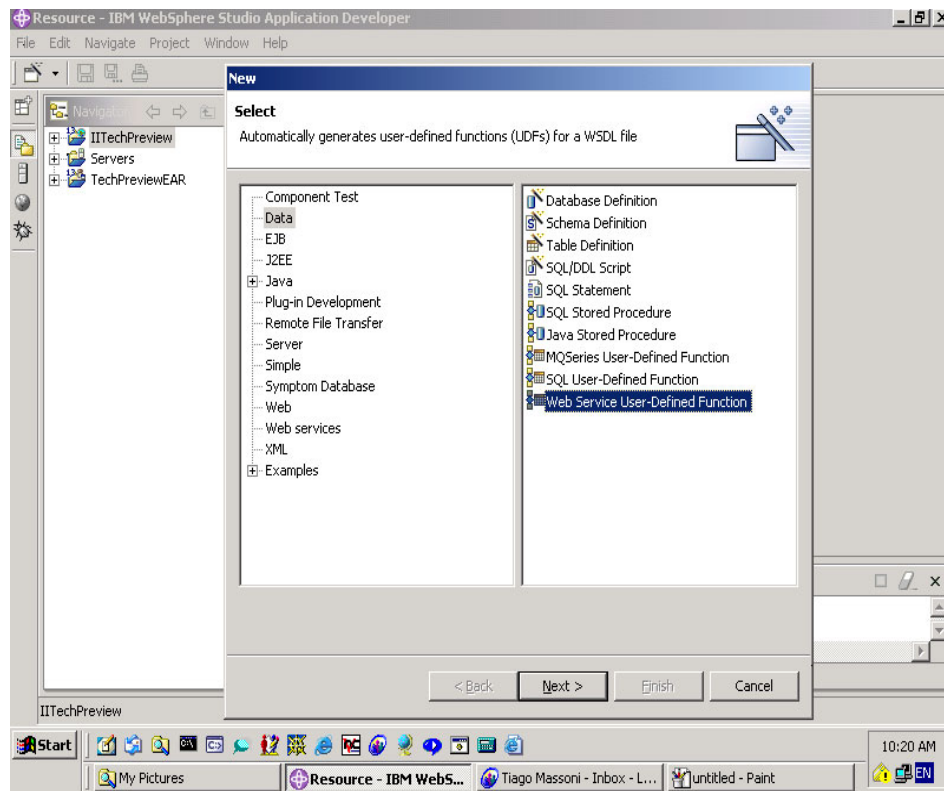 Resource - IBM WebSphere Studio Application Developer
File Edit Navigate Project Window Help
New
Navigator
Select
Automatically generates user-defined functions (UDFs) for a WSDL file
IITechPreview
Servers
TechPreviewEAR
Component Test
Data
EJB
J2EE
Java
Plug-in Development
Remote File Transfer
Server
Simple
Symptom Database
Web
Web services
XML
Examples
Database Definition
Schema Definition
Table Definition
SQL/DDL Script
SQL Statement
SQL Stored Procedure
Java Stored Procedure
MQSeries User-Defined Function
SQL User-Defined Function
Web Service User-Defined Function
< Back Next > Finish Cancel
IITechPreview
Start 10:20 AM
My Pictures Resource - IBM WebS... Tiago Massoni - Inbox - L... untitled - Paint EN